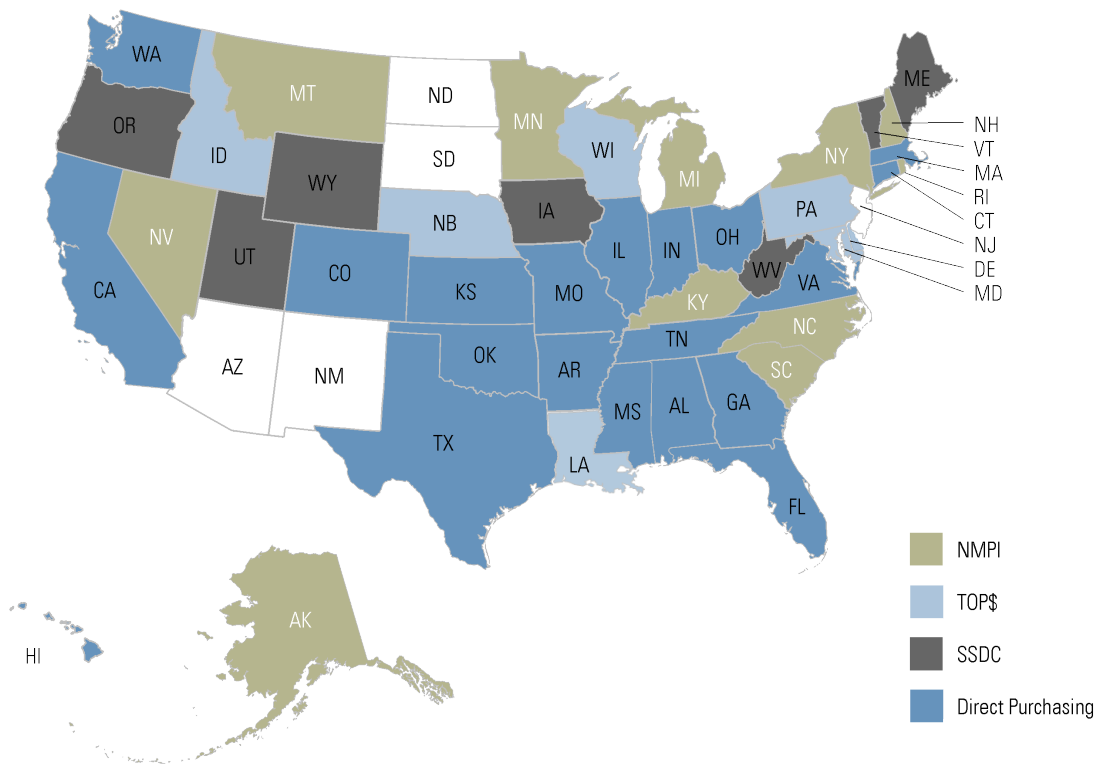 WA
ME
MT
ND
MN
OR
NH
VT
WI
NY
ID
SD
MA
MI
WY
RI
IA
PA
CT
NB
NV
OH
NJ
IL
IN
UT
WV
DE
CO
VA
CA
KS
MO
MD
KY
NC
TN
OK
AZ
AR
SC
NM
GA
MS
AL
TX
LA
FL
NMPI
TOP$
AK
HI
SSDC
Direct Purchasing